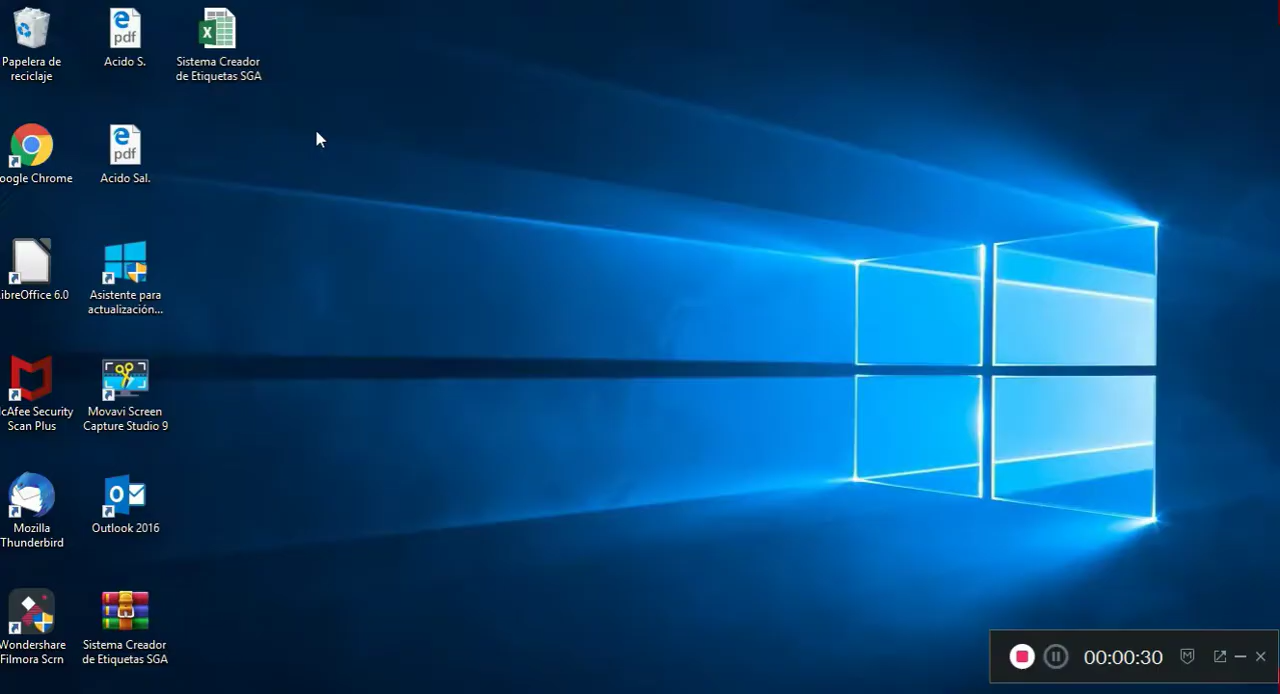 Papelera de
reciclaje
pdf
Acido S.
Sistema Creador
de Etiquetas SGA
oogle Chrome
pdf
Acido Sal.
ibreOffice 6.0
Asistente para
actualización...
cAfee Security
Scan Plus
Movavi Screen
Capture Studio 9
Mozilla
Thunderbird
Outlook 2016
Wondershare
Filmora Scrn
Sistema Creador
de Etiquetas SGA
00:00:30